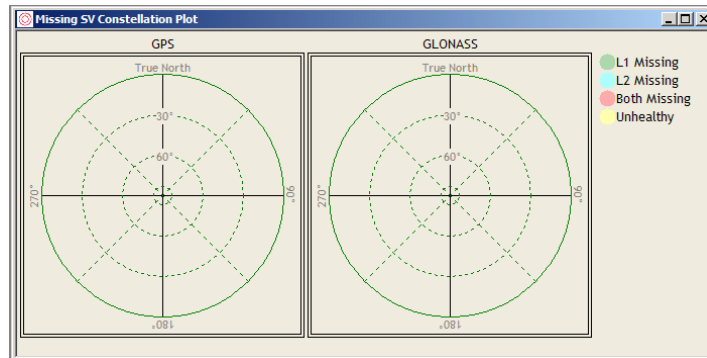 Missing SV Constellation Plot
GPS
True North
30°
60°
270°
90°
180°
GLONASS
True North
30°
60°
270°
90°
180°
L1 Missing
L2 Missing
Both Missing
Unhealthy